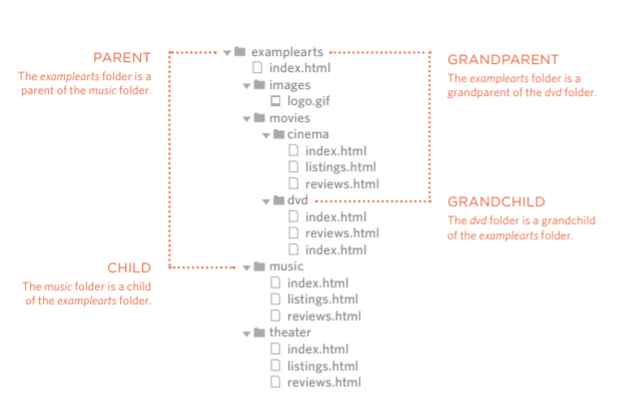 PARENT
The examplearts folder is a
parent of the music folder.
CHILD
The music folder is a child
of the examplearts folder.
examplearts
index.html
images
logo.gif
movies
cinema
index.html
listings.html
reviews.html
dvd
index.html
reviews.html
index.html
music
index.html
listings.html
reviews.html
theater
index.html
listings.html
reviews.html
GRANDPARENT
The examplearts folder is a
grandparent of the dvd folder.
GRANDCHILD
The dvd folder is a grandchild
of the examplearts folder.